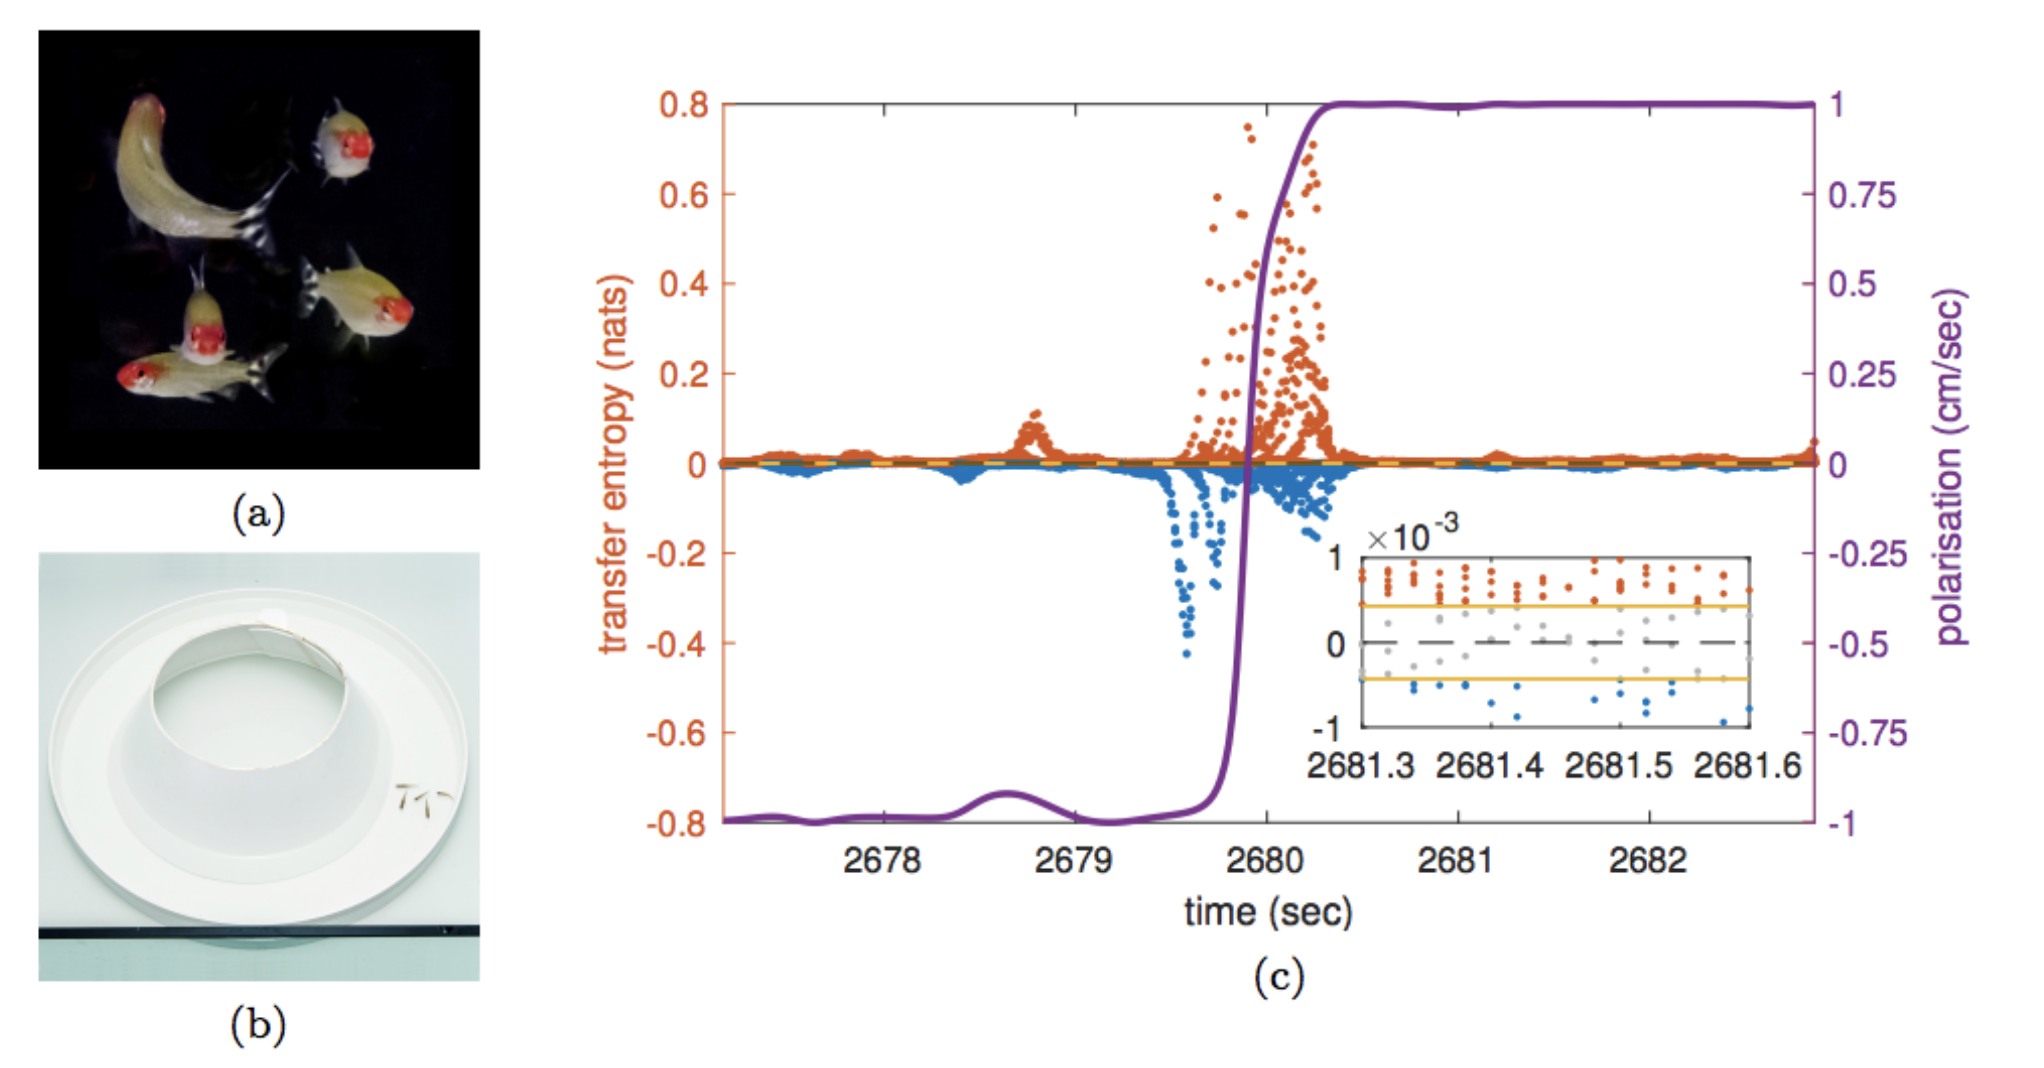 (a)
(b)
0.8
0.6
0.4
0.2
0
-0.2
-0.4
-0.6
-0.8
transfer entropy (nats)
1
0.75
0.5
0.25
0
-0.25
-0.5
-0.75
-1
polarisation (cm/sec)
×10⁻³
1
0
-1
2681.3 2681.4 2681.5 2681.6
2678 2679 2680 2681 2682
time (sec)
(c)